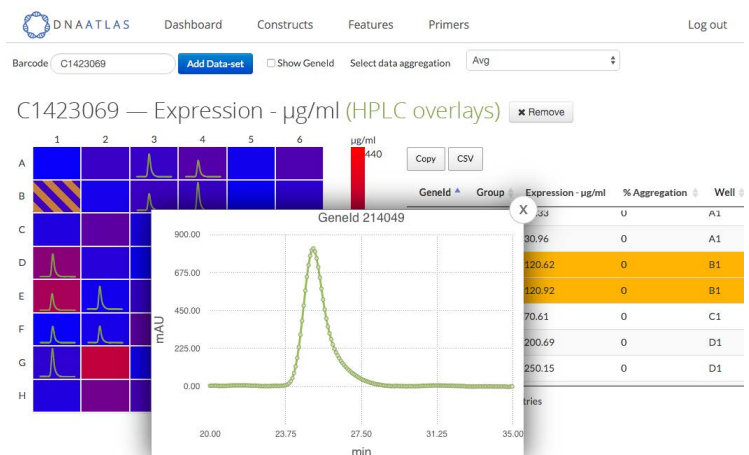 DNAATLAS Dashboard Constructs Features Primers Log out
Barcode C1423069 Add Data-set Show GeneId Select data aggregation Avg
C1423069 — Expression - µg/ml (HPLC overlays) ✖ Remove
1 2 3 4 5 6 µg/ml
440
Copy CSV
A
B
C
D
E
F
G
H
GeneId Group Expression - µg/ml % Aggregation Well
.33 0 A1
30.96 0 A1
120.62 0 B1
120.92 0 B1
70.61 0 C1
200.69 0 D1
250.15 0 D1
tries
GeneId 214049 X
900.00
675.00
450.00
225.00
0.00
mAU
20.00 23.75 27.50 31.25 35.00
min